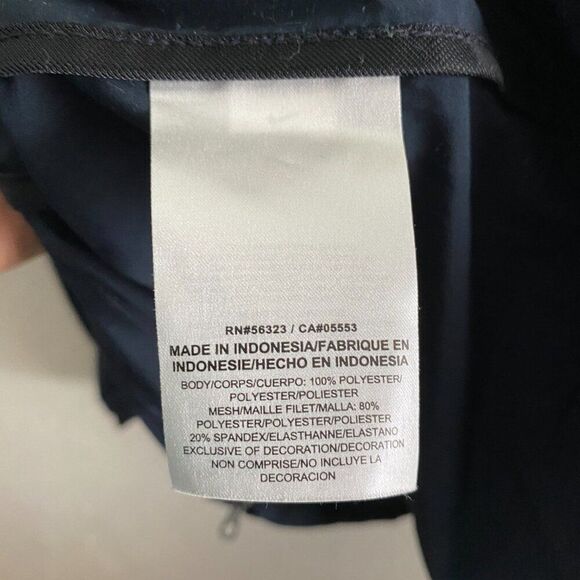 RN#56323 / CA#05553
MADE IN INDONESIA/FABRIQUE EN
INDONESIE/HECHO EN INDONESIA
BODY/CORPS/CUERPO: 100% POLYESTER/
POLYESTER/POLIESTER
MESH/MAILLE FILET/MALLA: 80%
POLYESTER/POLYESTER/POLIESTER
20% SPANDEX/ELASTHANNE/ELASTANO
EXCLUSIVE OF DECORATION/DECORATION
NON COMPRISE/NO INCLUYE LA
DECORACION